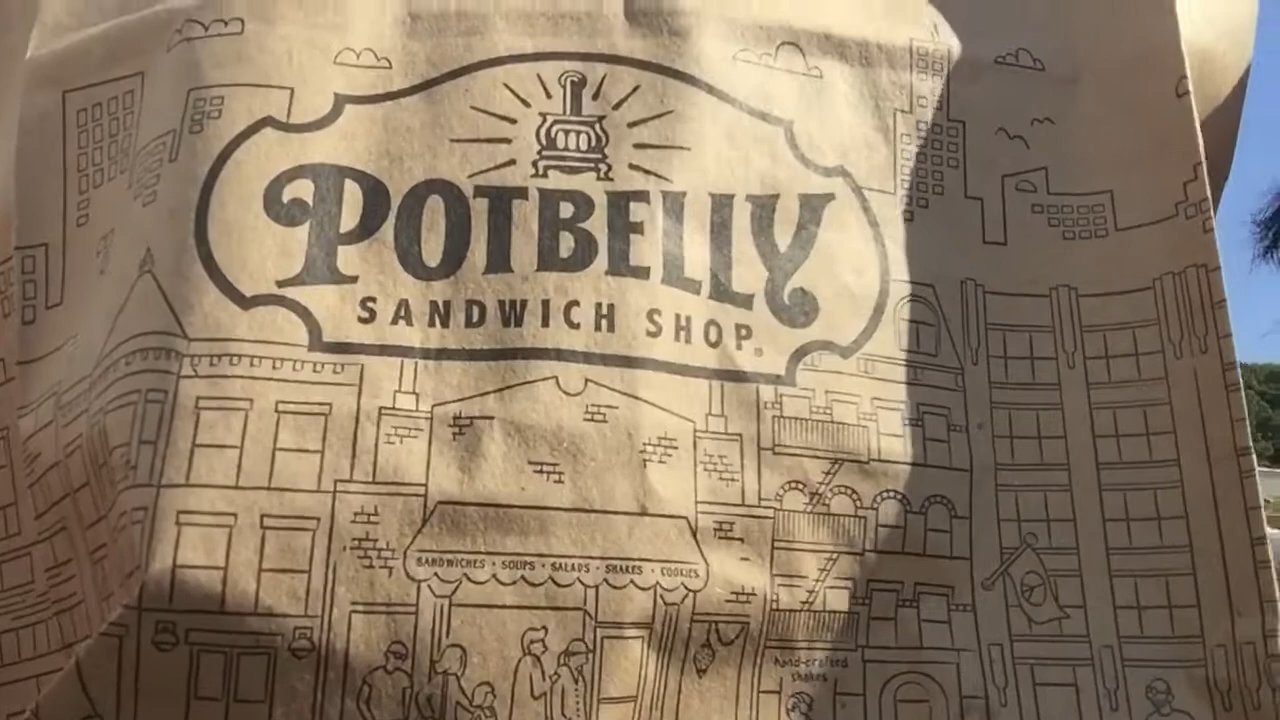 POTBELLY
SANDWICH SHOP.
SANDWICHES · SOUPS · SALADS · SHAKES · COOKIES
hand-crafted
shakes